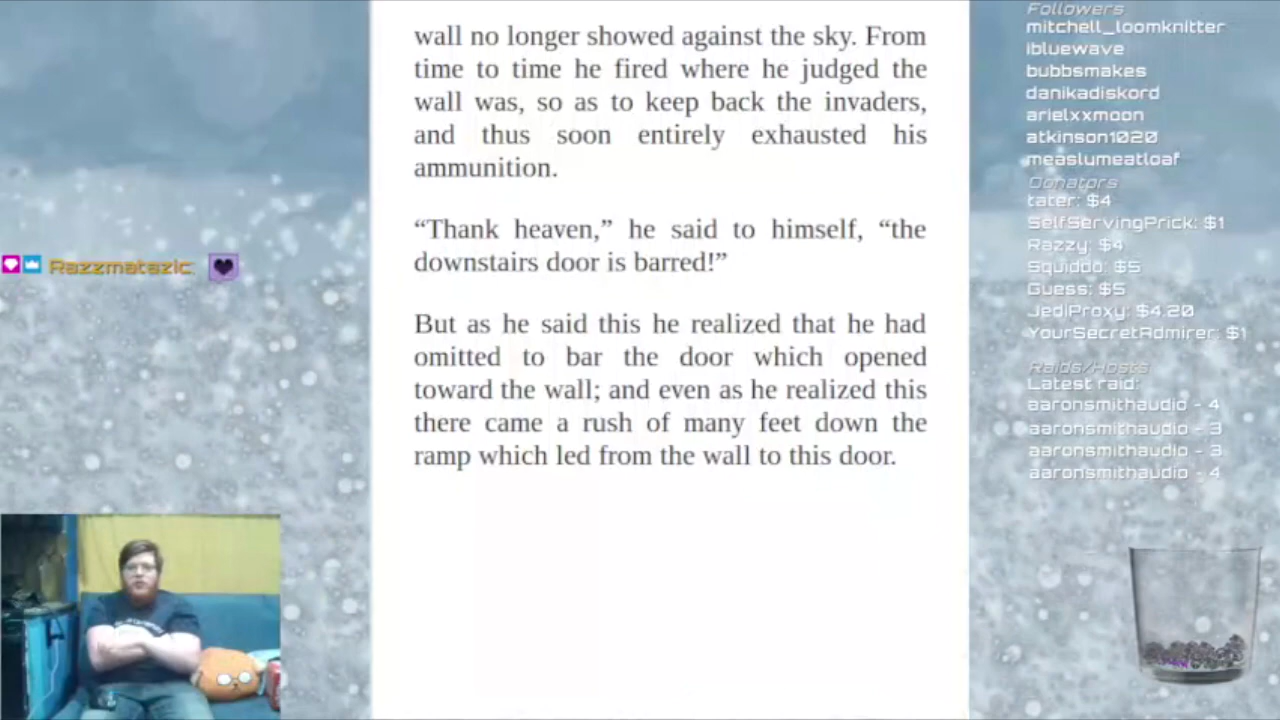 wall no longer showed against the sky. From
time to time he fired where he judged the
wall was, so as to keep back the invaders,
and thus soon entirely exhausted his
ammunition.
“Thank heaven,” he said to himself, “the
downstairs door is barred!”
But as he said this he realized that he had
omitted to bar the door which opened
toward the wall; and even as he realized this
there came a rush of many feet down the
ramp which led from the wall to this door.
Razzmatazic:
Followers
mitchell_loomknitter
ibluewave
bubbsmakes
danikadiskord
arielxxmoon
atkinson1020
measlumeatloaf
Donators
tater: $4
SelfServingPrick: $1
Razzy: $4
Squiddo: $5
Guess: $5
JediProxy: $4.20
YourSecretAdmirer: $1
Raids/Hosts
Latest raid:
aaronsmithaudio - 4
aaronsmithaudio - 3
aaronsmithaudio - 3
aaronsmithaudio - 4